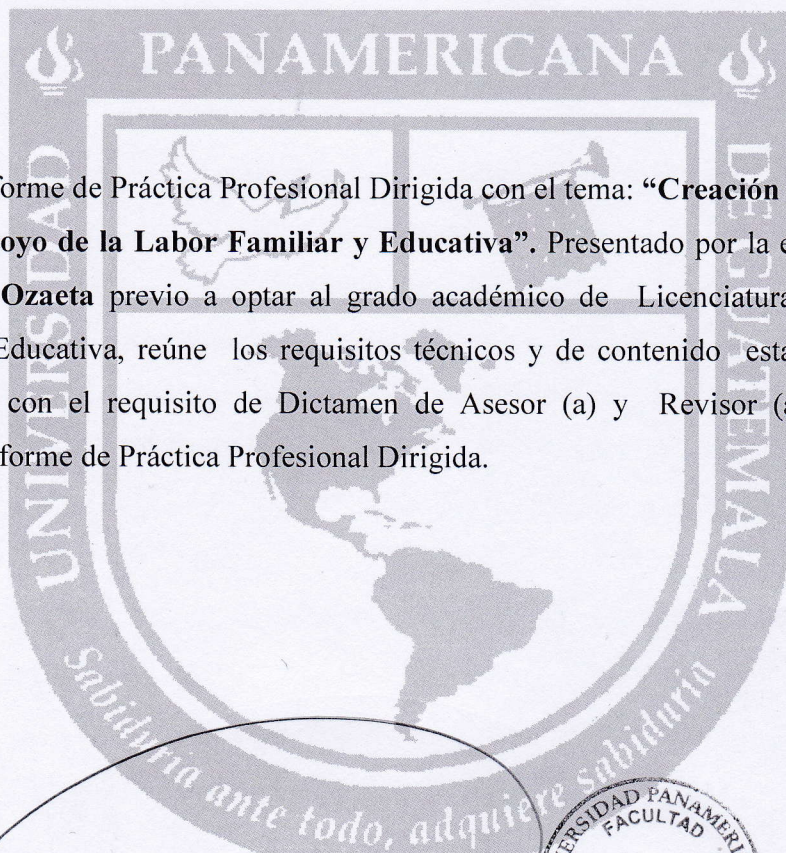 PANAMERICANA
UNIVERSIDAD
DE GUATEMALA
forme de Práctica Profesional Dirigida con el tema: “Creación
oyo de la Labor Familiar y Educativa”. Presentado por la e
Ozaeta previo a optar al grado académico de Licenciatura
Educativa, reúne los requisitos técnicos y de contenido esta
con el requisito de Dictamen de Asesor (a) y Revisor (a
forme de Práctica Profesional Dirigida.
Sabiduría ante todo, adquiere sabiduría
ERSIDAD PANAMERI
FACULTAD